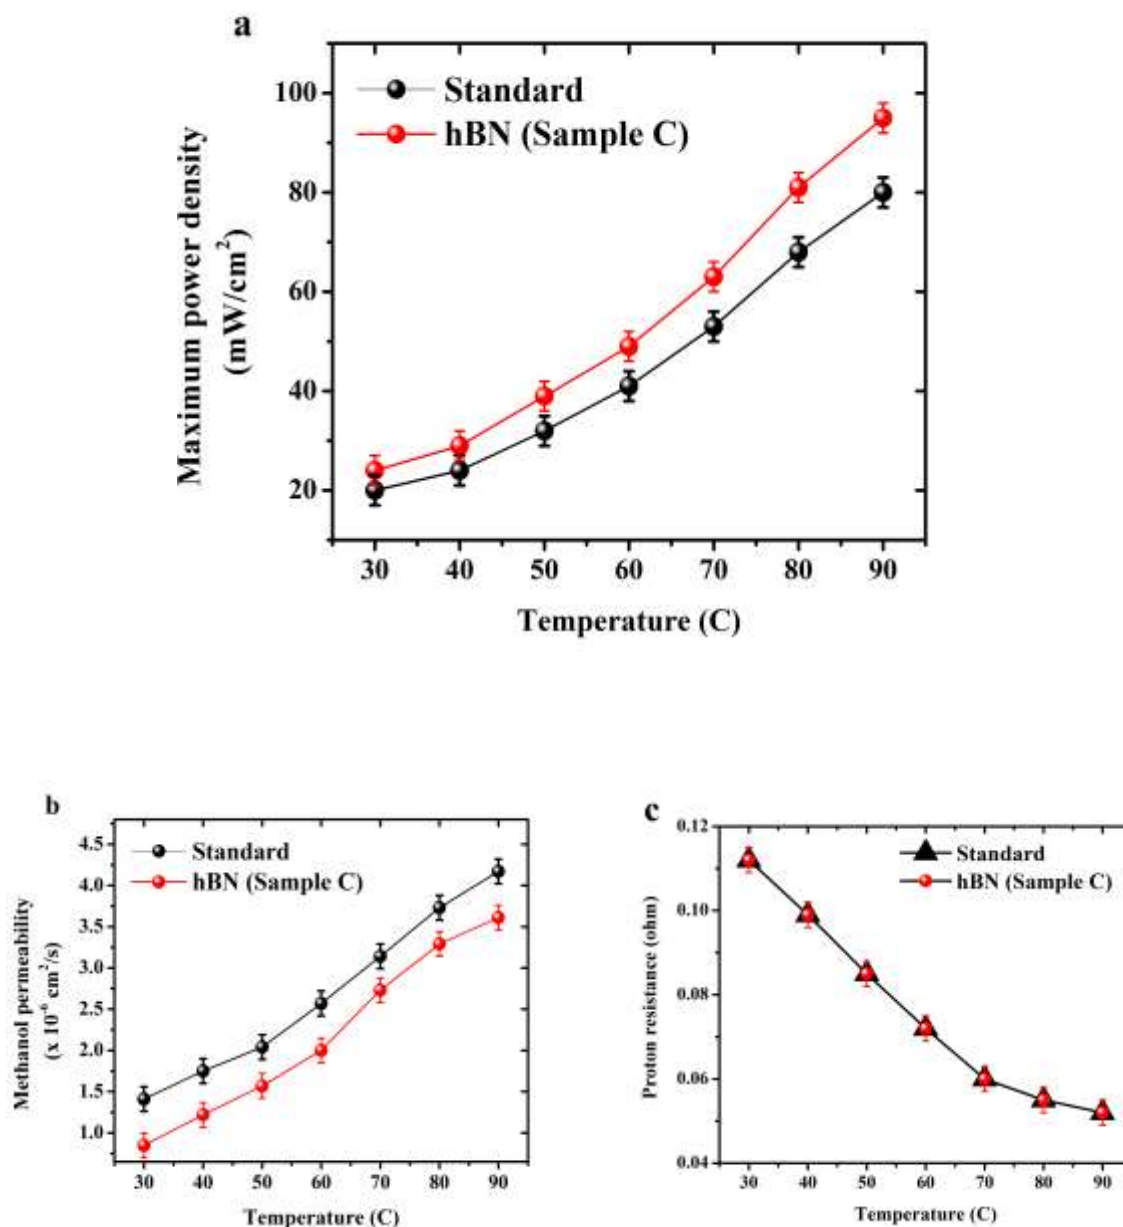 a
Standard
hBN (Sample C)
Maximum power density
(mW/cm²)
100
80
60
40
20
30 40 50 60 70 80 90
Temperature (C)
b
Standard
hBN (Sample C)
Methanol permeability
(x 10⁻⁶ cm²/s)
4.5
4.0
3.5
3.0
2.5
2.0
1.5
1.0
30 40 50 60 70 80 90
Temperature (C)
c
Standard
hBN (Sample C)
Proton resistance (ohm)
0.12
0.10
0.08
0.06
0.04
30 40 50 60 70 80 90
Temperature (C)